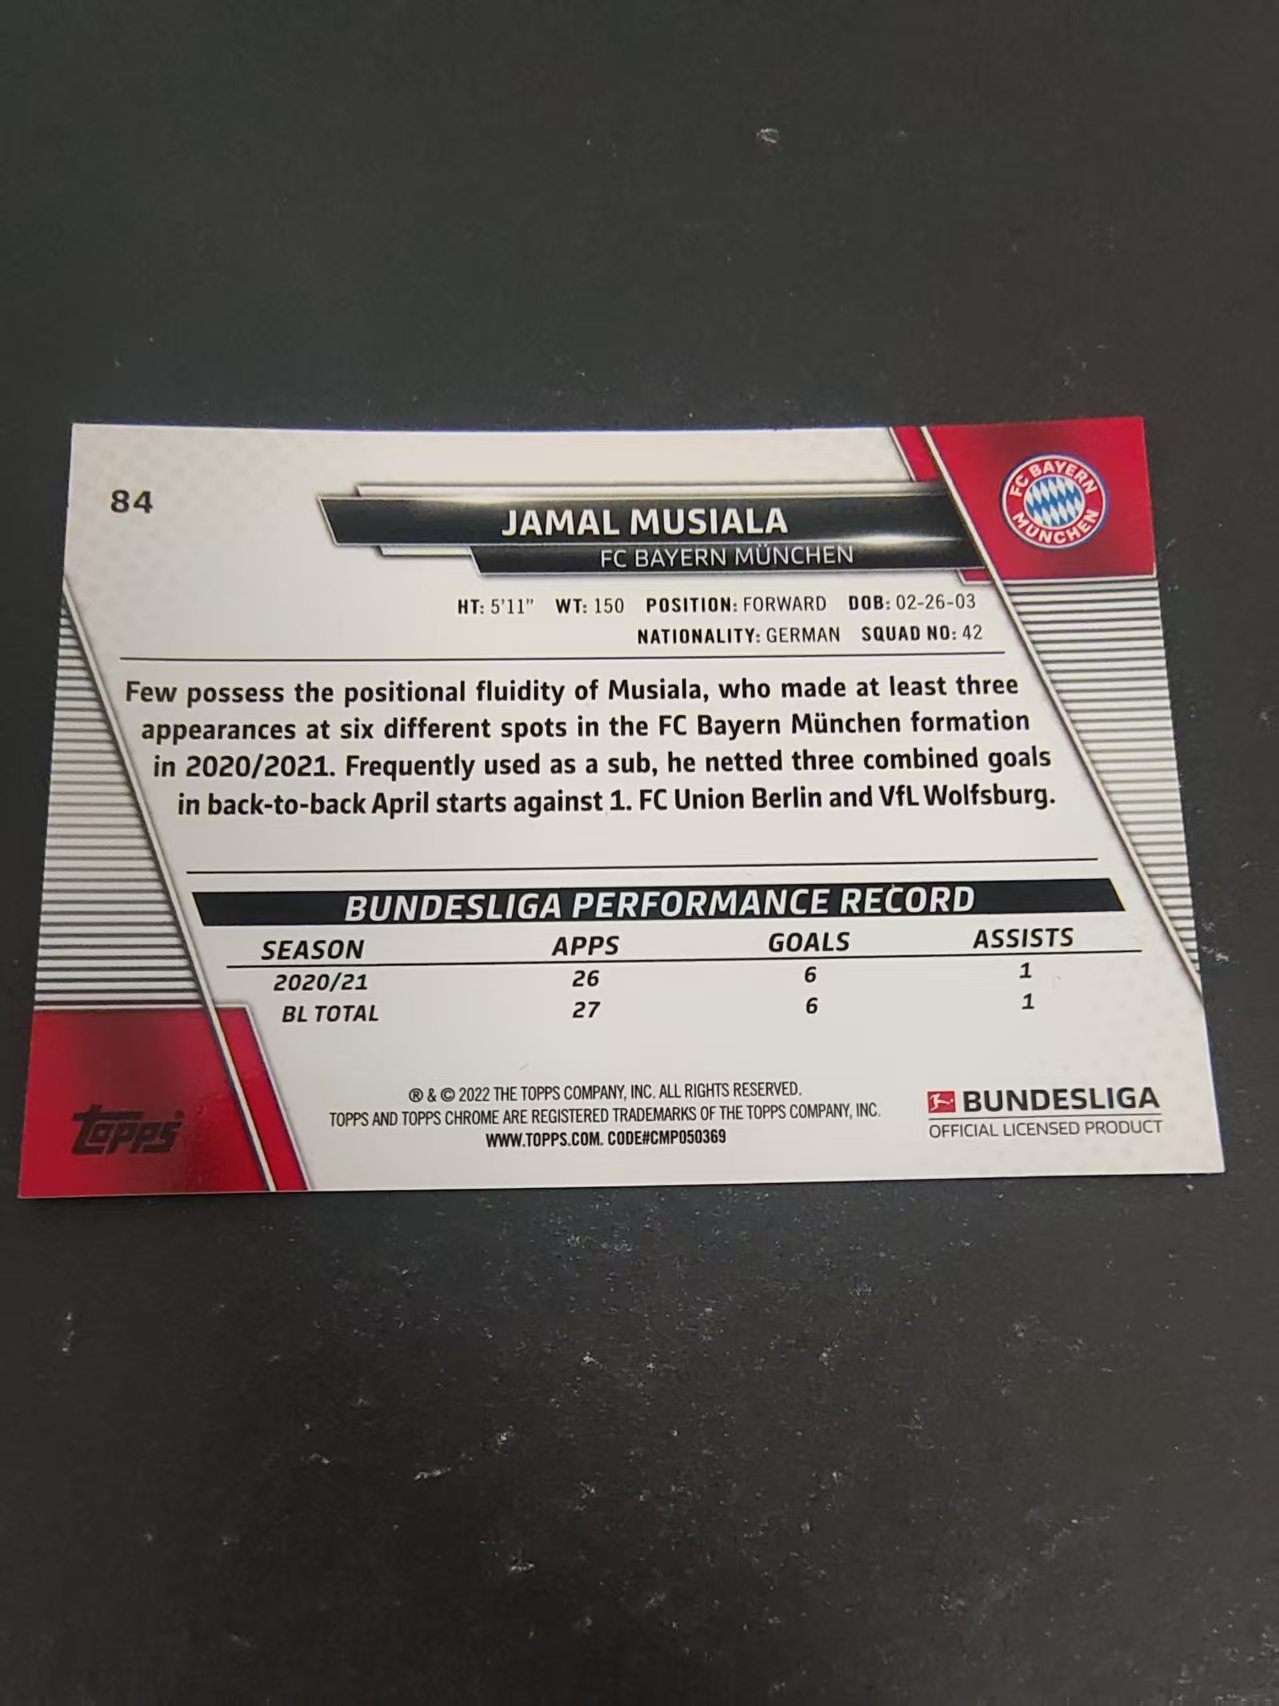 84
FC BAYERN
MÜNCHEN
JAMAL MUSIALA
FC BAYERN MÜNCHEN
HT: 5'11" WT: 150 POSITION: FORWARD DOB: 02-26-03
NATIONALITY: GERMAN SQUAD NO: 42
Few possess the positional fluidity of Musiala, who made at least three
appearances at six different spots in the FC Bayern München formation
in 2020/2021. Frequently used as a sub, he netted three combined goals
in back-to-back April starts against 1. FC Union Berlin and VfL Wolfsburg.
BUNDESLIGA PERFORMANCE RECORD
SEASON APPS GOALS ASSISTS
2020/21 26 6 1
BL TOTAL 27 6 1
® & © 2022 THE TOPPS COMPANY, INC. ALL RIGHTS RESERVED.
TOPPS AND TOPPS CHROME ARE REGISTERED TRADEMARKS OF THE TOPPS COMPANY, INC.
WWW.TOPPS.COM. CODE#CMP050369
topps®
BUNDESLIGA
OFFICIAL LICENSED PRODUCT